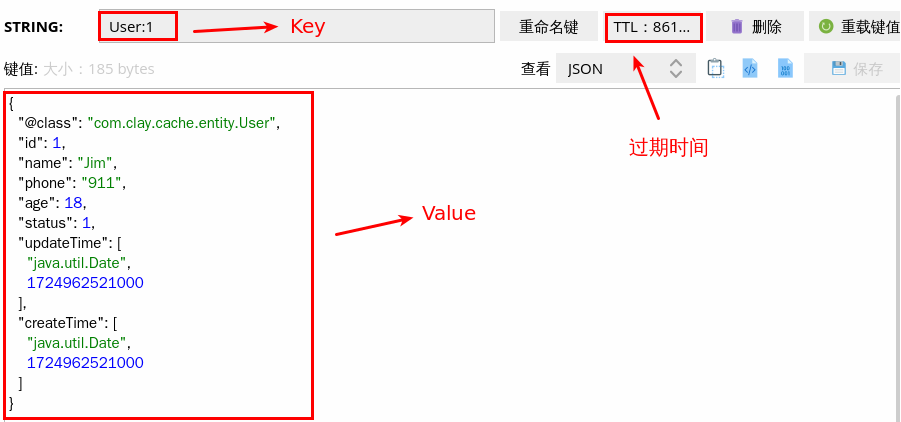 STRING: User:1 Key 重命名键 TTL：861... 删除 重载键值
键值: 大小：185 bytes 查看 JSON 保存
{
"@class": "com.clay.cache.entity.User",
"id": 1,
"name": "Jim",
"phone": "911",
"age": 18,
"status": 1,
"updateTime": [
"java.util.Date",
1724962521000
],
"createTime": [
"java.util.Date",
1724962521000
]
}
过期时间
Value